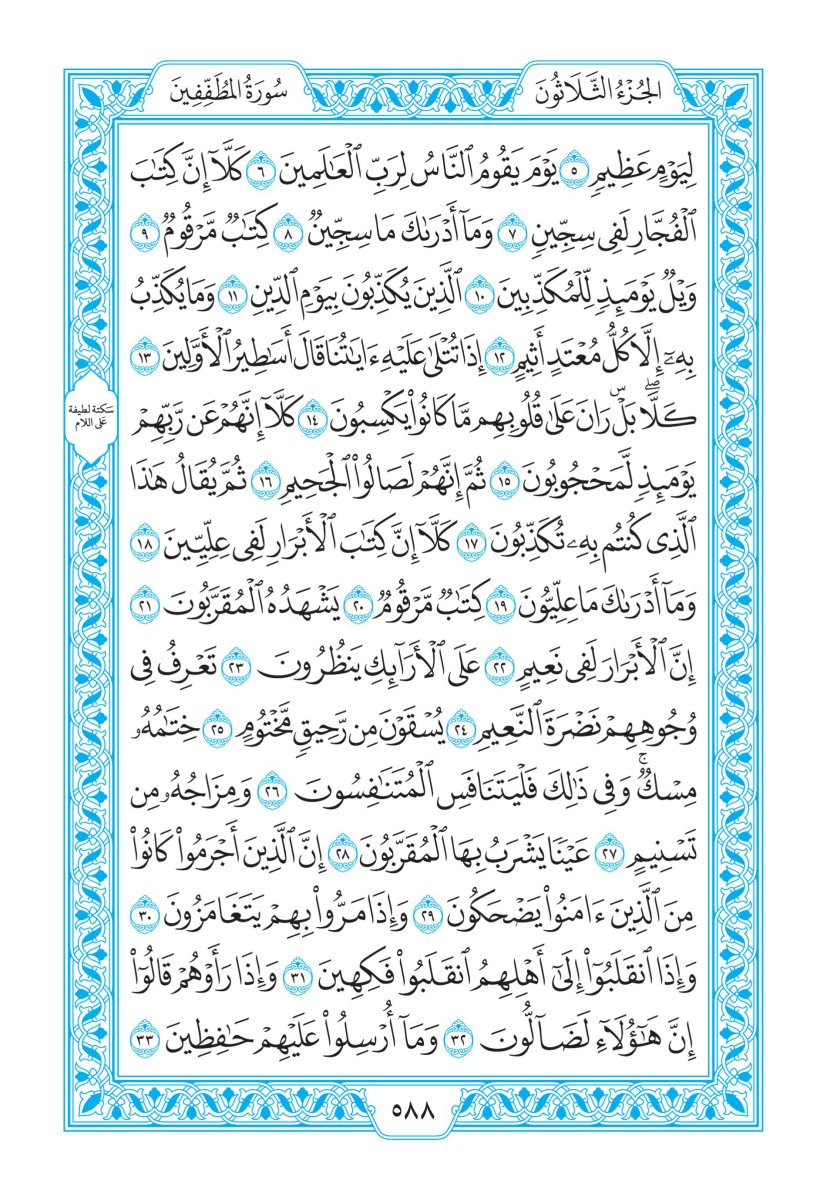 الجُزْءُ الثَّلَاثُونَ
سُورَةُ المُطَفِّفِينَ
لِيَوْمٍ عَظِيمٍ ٥ يَوْمَ يَقُومُ ٱلنَّاسُ لِرَبِّ ٱلْعَٰلَمِينَ ٦ كَلَّآ إِنَّ كِتَٰبَ
ٱلْفُجَّارِ لَفِى سِجِّينٍ ٧ وَمَآ أَدْرَىٰكَ مَا سِجِّينٌ ٨ كِتَٰبٌ مَّرْقُومٌ ٩
وَيْلٌ يَوْمَئِذٍ لِّلْمُكَذِّبِينَ ١٠ ٱلَّذِينَ يُكَذِّبُونَ بِيَوْمِ ٱلدِّينِ ١١ وَمَا يُكَذِّبُ
بِهِۦٓ إِلَّا كُلُّ مُعْتَدٍ أَثِيمٍ ١٢ إِذَا تُتْلَىٰ عَلَيْهِ ءَايَٰتُنَا قَالَ أَسَٰطِيرُ ٱلْأَوَّلِينَ ١٣
كَلَّا ۖ بَلْ ۜ رَانَ عَلَىٰ قُلُوبِهِم مَّا كَانُوا۟ يَكْسِبُونَ ١٤ كَلَّآ إِنَّهُمْ عَن رَّبِّهِمْ
يَوْمَئِذٍ لَّمَحْجُوبُونَ ١٥ ثُمَّ إِنَّهُمْ لَصَالُوا۟ ٱلْجَحِيمِ ١٦ ثُمَّ يُقَالُ هَٰذَا
ٱلَّذِى كُنتُم بِهِۦ تُكَذِّبُونَ ١٧ كَلَّآ إِنَّ كِتَٰبَ ٱلْأَبْرَارِ لَفِى عِلِّيِّينَ ١٨
وَمَآ أَدْرَىٰكَ مَا عِلِّيُّونَ ١٩ كِتَٰبٌ مَّرْقُومٌ ٢٠ يَشْهَدُهُ ٱلْمُقَرَّبُونَ ٢١
إِنَّ ٱلْأَبْرَارَ لَفِى نَعِيمٍ ٢٢ عَلَى ٱلْأَرَآئِكِ يَنظُرُونَ ٢٣ تَعْرِفُ فِى
وُجُوهِهِمْ نَضْرَةَ ٱلنَّعِيمِ ٢٤ يُسْقَوْنَ مِن رَّحِيقٍ مَّخْتُومٍ ٢٥ خِتَٰمُهُۥ
مِسْكٌ ۚ وَفِى ذَٰلِكَ فَلْيَتَنَافَسِ ٱلْمُتَنَٰفِسُونَ ٢٦ وَمِزَاجُهُۥ مِن
تَسْنِيمٍ ٢٧ عَيْنًا يَشْرَبُ بِهَا ٱلْمُقَرَّبُونَ ٢٨ إِنَّ ٱلَّذِينَ أَجْرَمُوا۟ كَانُوا۟
مِنَ ٱلَّذِينَ ءَامَنُوا۟ يَضْحَكُونَ ٢٩ وَإِذَا مَرُّوا۟ بِهِمْ يَتَغَامَزُونَ ٣٠
وَإِذَا ٱنقَلَبُوٓا۟ إِلَىٰٓ أَهْلِهِمُ ٱنقَلَبُوا۟ فَكِهِينَ ٣١ وَإِذَا رَأَوْهُمْ قَالُوٓا۟
إِنَّ هَٰٓؤُلَآءِ لَضَآلُّونَ ٣٢ وَمَآ أُرْسِلُوا۟ عَلَيْهِمْ حَٰفِظِينَ ٣٣
سَكتة لطيفة
عَلى اللام
٥٨٨